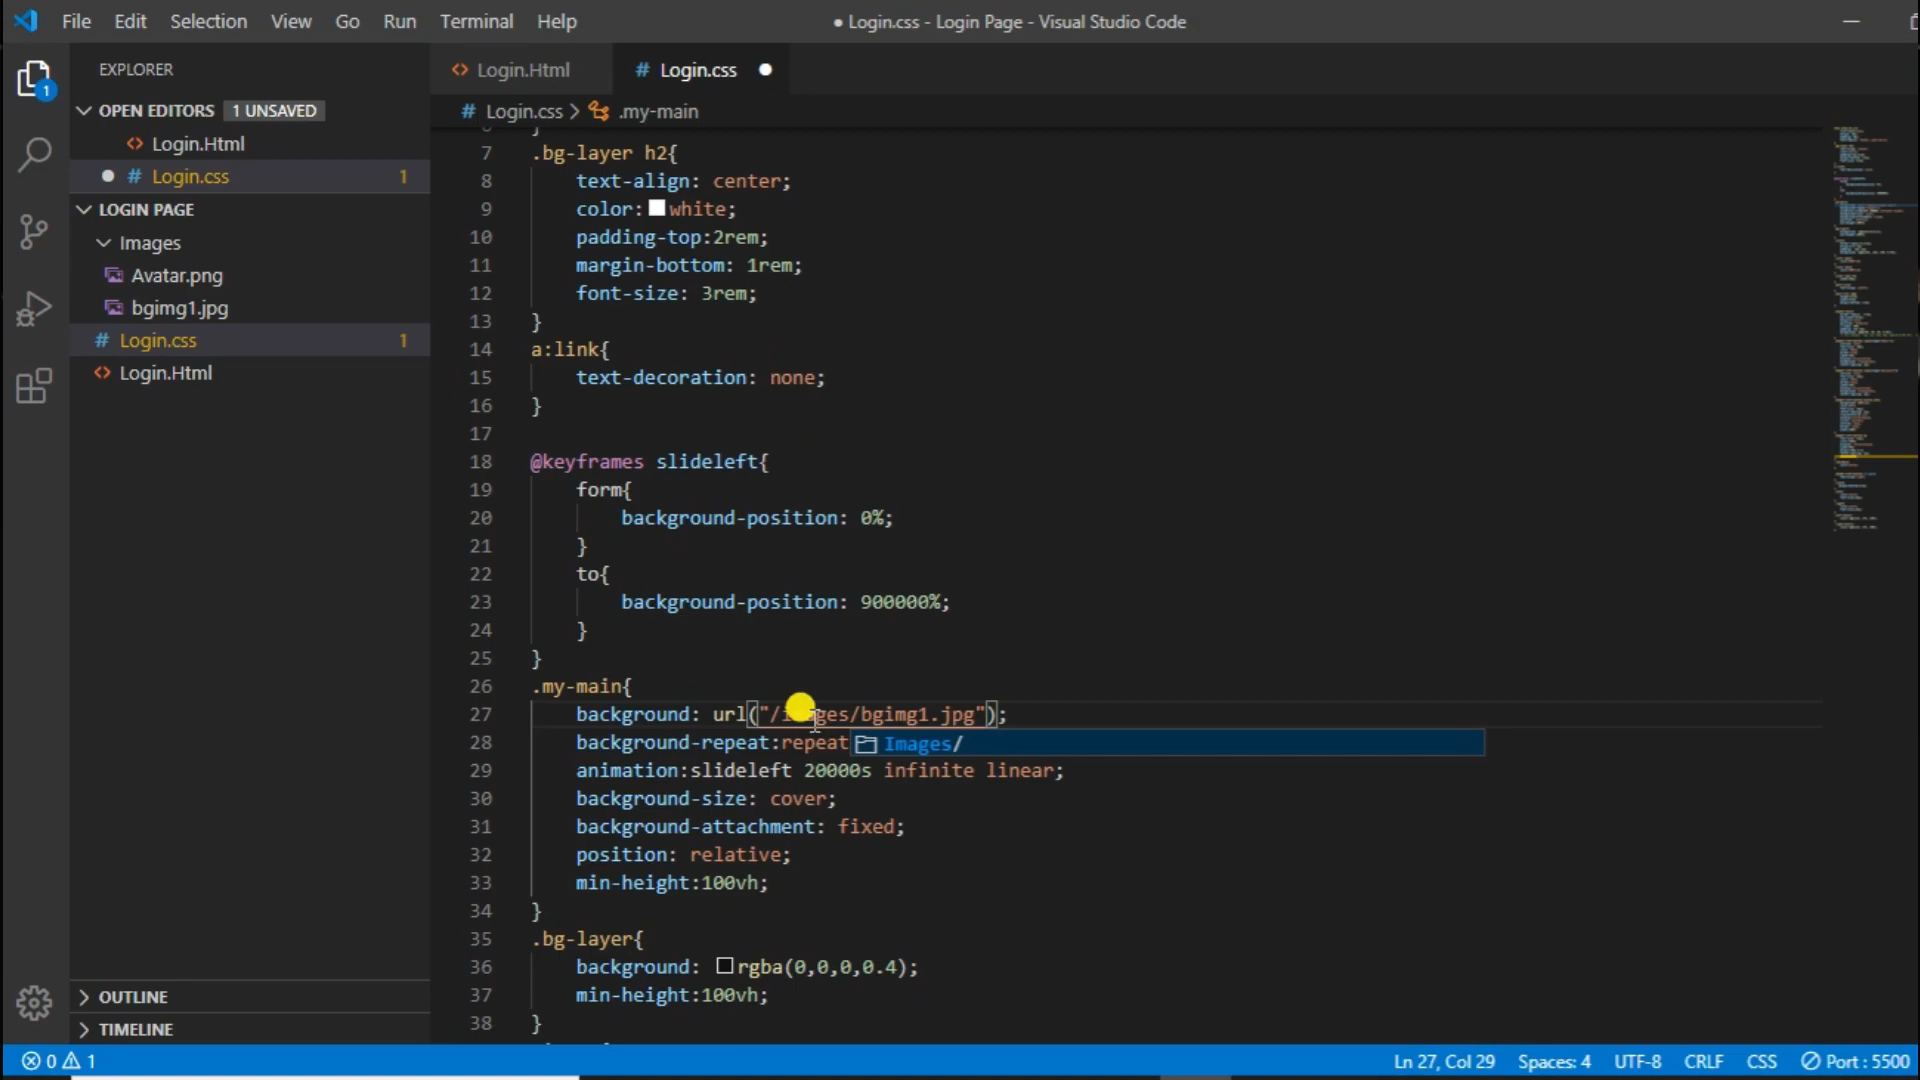 File Edit Selection View Go Run Terminal Help
● Login.css - Login Page - Visual Studio Code
EXPLORER
OPEN EDITORS 1 UNSAVED
Login.Html
Login.css 1
LOGIN PAGE
Images
Avatar.png
bgimg1.jpg
Login.css 1
Login.Html
OUTLINE
TIMELINE
1
Login.Html
Login.css
Login.css > .my-main
7 .bg-layer h2{
8 text-align: center;
9 color: white;
10 padding-top:2rem;
11 margin-bottom: 1rem;
12 font-size: 3rem;
13 }
14 a:link{
15 text-decoration: none;
16 }
17
18 @keyframes slideleft{
19 form{
20 background-position: 0%;
21 }
22 to{
23 background-position: 900000%;
24 }
25 }
26 .my-main{
27 background: url("/images/bgimg1.jpg");
28 background-repeat:repeat
Images/
29 animation:slideleft 20000s infinite linear;
30 background-size: cover;
31 background-attachment: fixed;
32 position: relative;
33 min-height:100vh;
34 }
35 .bg-layer{
36 background: rgba(0,0,0,0.4);
37 min-height:100vh;
38 }
0 1
Ln 27, Col 29 Spaces: 4 UTF-8 CRLF CSS Port : 5500